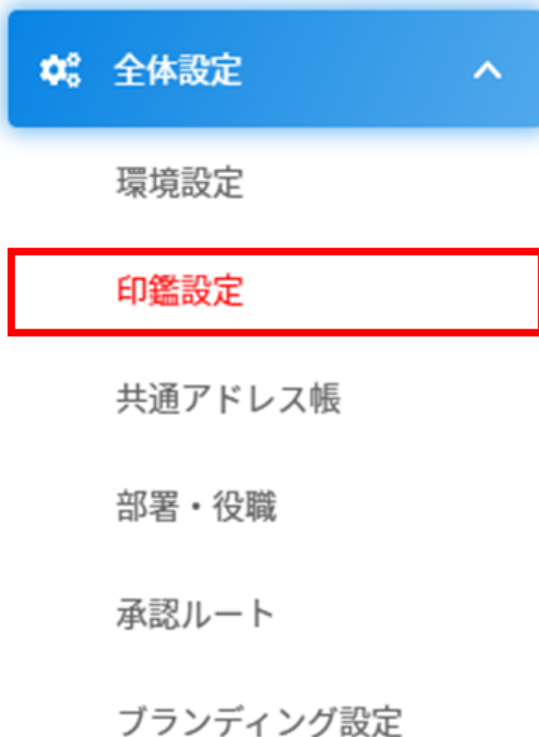 全体設定
環境設定
印鑑設定
共通アドレス帳
部署・役職
承認ルート
ブランディング設定